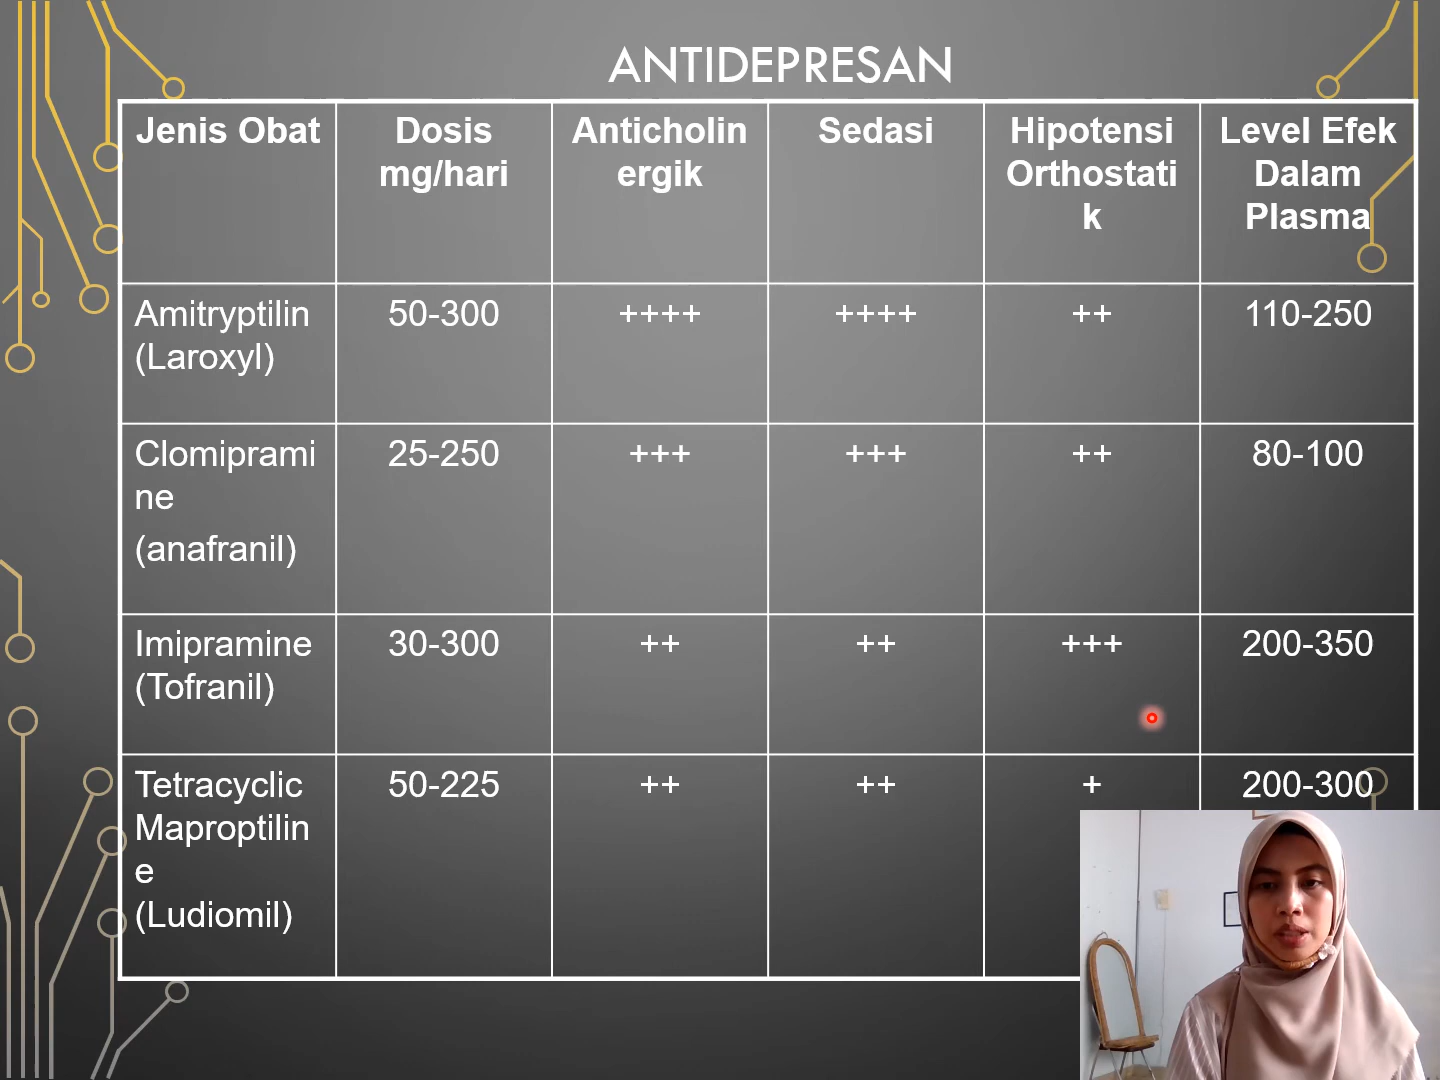 ANTIDEPRESAN
Jenis Obat
Dosis
mg/hari
Anticholin
ergik
Sedasi
Hipotensi
Orthostati
k
Level Efek
Dalam
Plasma
Amitryptilin
(Laroxyl)
50-300
++++
++++
++
110-250
Clomiprami
ne
(anafranil)
25-250
+++
+++
++
80-100
Imipramine
(Tofranil)
30-300
++
++
+++
200-350
Tetracyclic
Maproptilin
e
(Ludiomil)
50-225
++
++
+
200-300